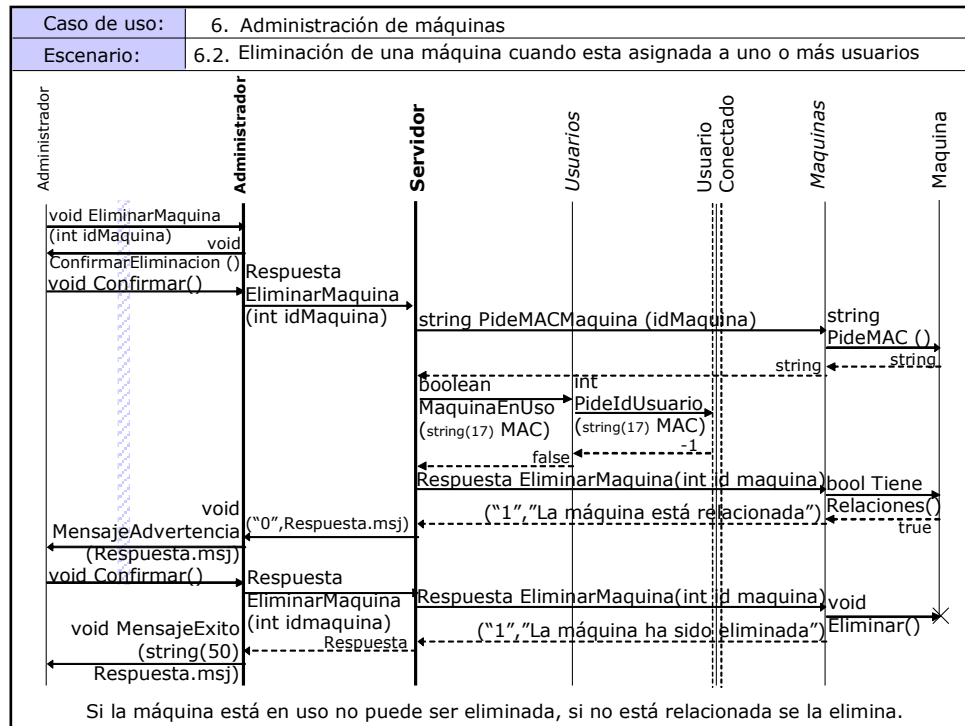 Caso de uso: 6. Administración de máquinas
Escenario: 6.2. Eliminación de una máquina cuando esta asignada a uno o más usuarios
Administrador
Administrador
Servidor
Usuarios
Usuario
Conectado
Maquinas
Maquina
void EliminarMaquina
(int idMaquina)
void
ConfirmarEliminacion ()
void Confirmar()
Respuesta
EliminarMaquina
(int idMaquina)
string PideMACMaquina (idMaquina)
string
PideMAC ()
string
string
boolean
MaquinaEnUso
(string(17) MAC)
int
PideIdUsuario
(string(17) MAC)
-1
false
Respuesta EliminarMaquina(int id maquina)
bool Tiene
Relaciones()
true
("1","La máquina está relacionada")
("0",Respuesta.msj)
void
MensajeAdvertencia
(Respuesta.msj)
void Confirmar()
Respuesta
EliminarMaquina
(int idmaquina)
Respuesta EliminarMaquina(int id maquina)
void
Eliminar()
("1","La máquina ha sido eliminada")
Respuesta
void MensajeExito
(string(50)
Respuesta.msj)
Si la máquina está en uso no puede ser eliminada, si no está relacionada se la elimina.